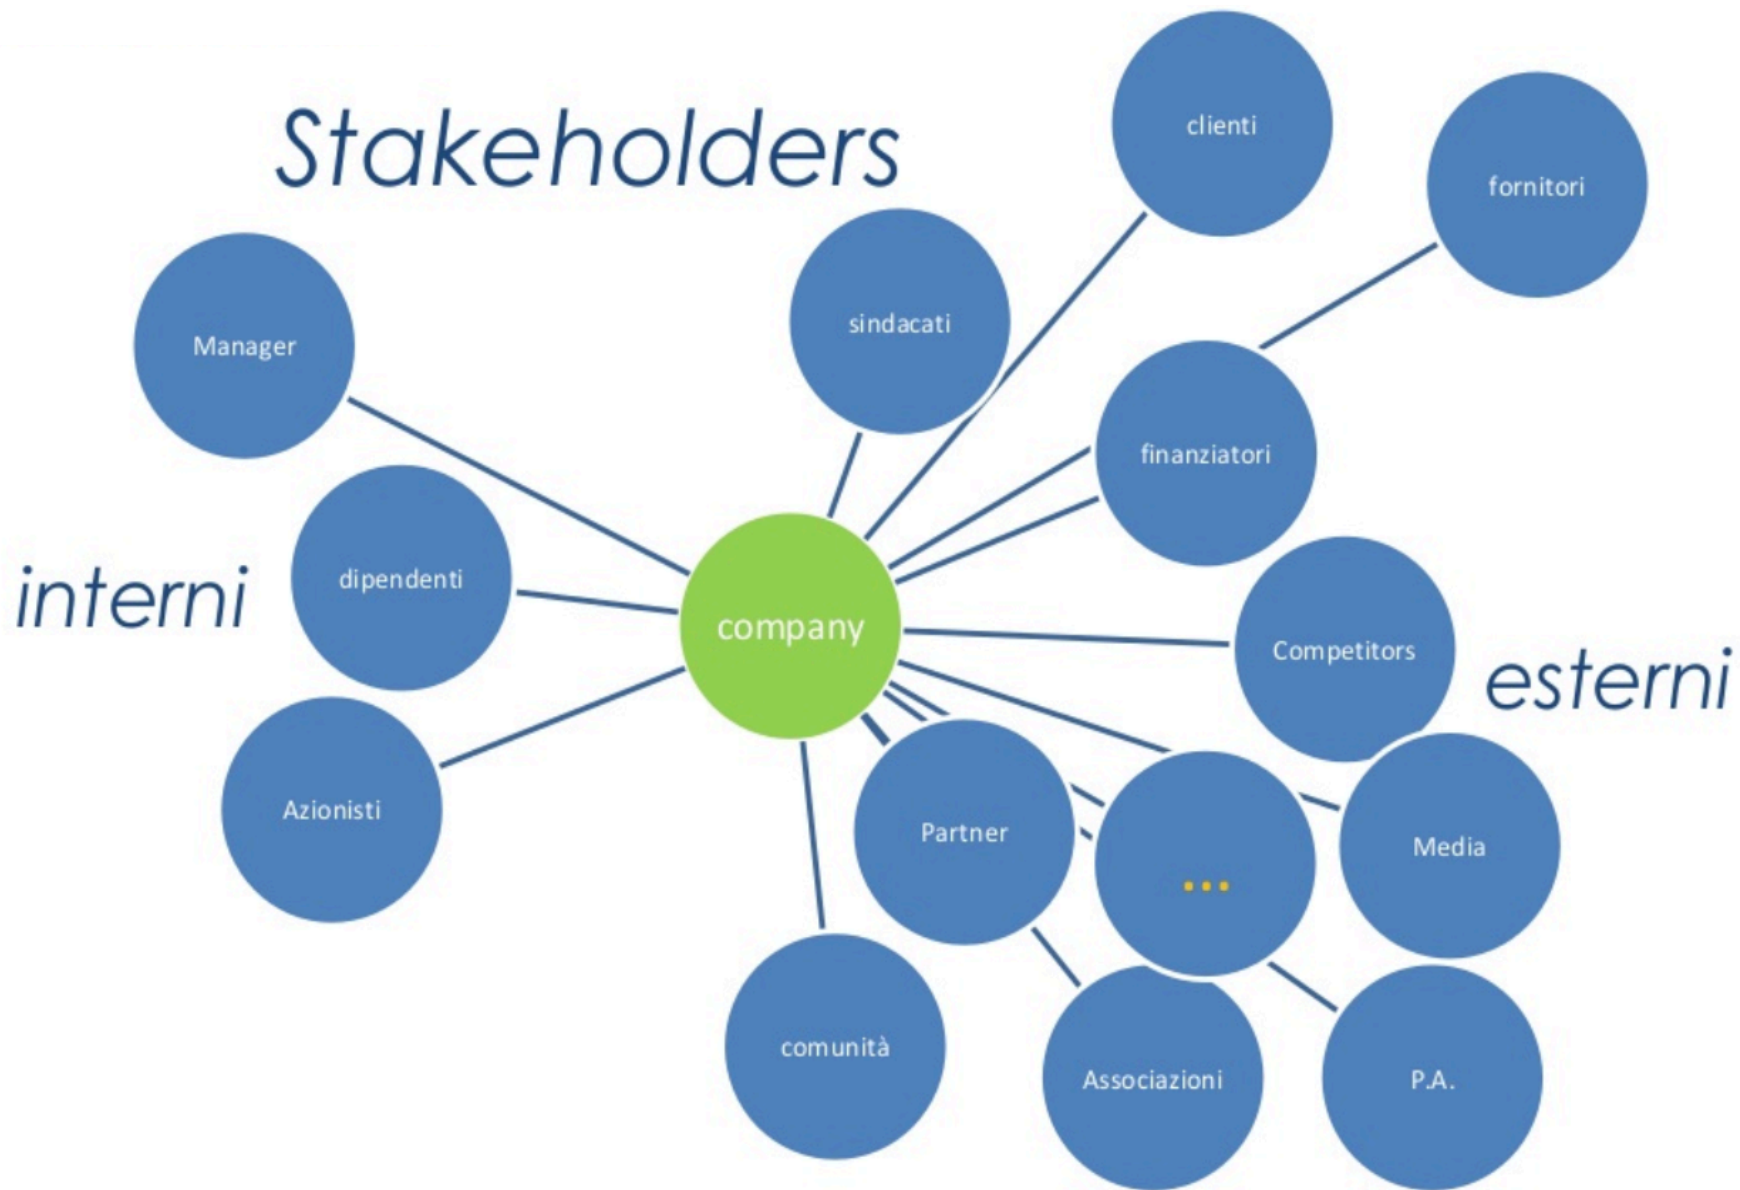 Stakeholders
clienti
fornitori
sindacati
Manager
finanziatori
interni
dipendenti
company
Competitors
esterni
Azionisti
Partner
...
Media
comunità
Associazioni
P.A.